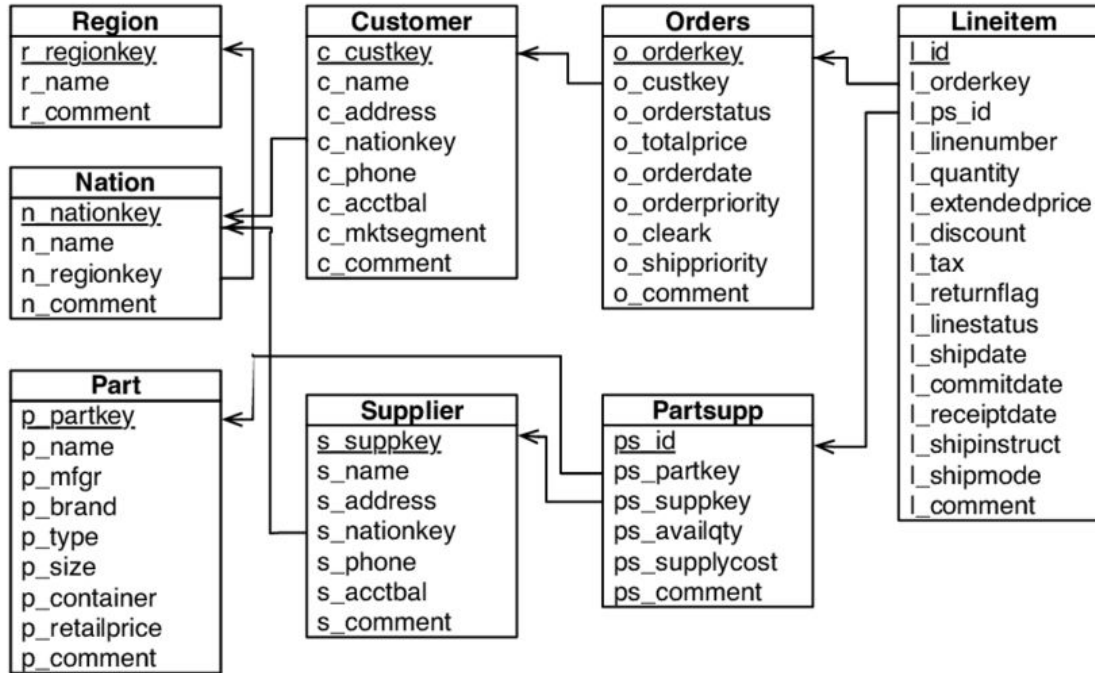 Region
r_regionkey
r_name
r_comment
Nation
n_nationkey
n_name
n_regionkey
n_comment
Part
p_partkey
p_name
p_mfgr
p_brand
p_type
p_size
p_container
p_retailprice
p_comment
Customer
c_custkey
c_name
c_address
c_nationkey
c_phone
c_acctbal
c_mktsegment
c_comment
Supplier
s_suppkey
s_name
s_address
s_nationkey
s_phone
s_acctbal
s_comment
Orders
o_orderkey
o_custkey
o_orderstatus
o_totalprice
o_orderdate
o_orderpriority
o_cleark
o_shippriority
o_comment
Partsupp
ps_id
ps_partkey
ps_suppkey
ps_availqty
ps_supplycost
ps_comment
Lineitem
l_id
l_orderkey
l_ps_id
l_linenumber
l_quantity
l_extendedprice
l_discount
l_tax
l_returnflag
l_linestatus
l_shipdate
l_commitdate
l_receiptdate
l_shipinstruct
l_shipmode
l_comment